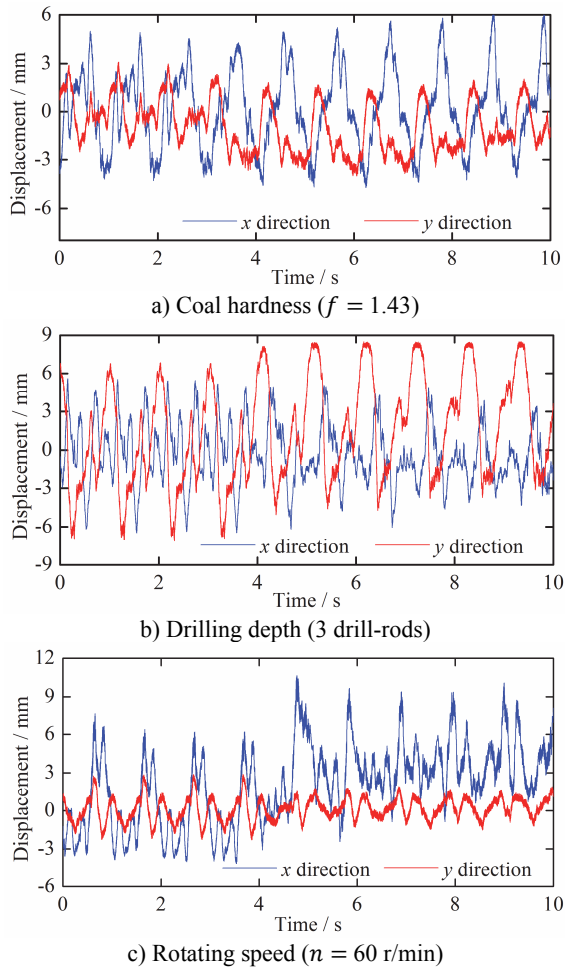 6
3
0
-3
-6
Displacement / mm
x direction
y direction
0 2 4 6 8 10
Time / s
a) Coal hardness (f = 1.43)
9
6
3
0
-3
-6
-9
Displacement / mm
x direction
y direction
0 2 4 6 8 10
Time / s
b) Drilling depth (3 drill-rods)
12
9
6
3
0
-3
-6
Displacement / mm
x direction
y direction
0 2 4 6 8 10
Time / s
c) Rotating speed (n = 60 r/min)